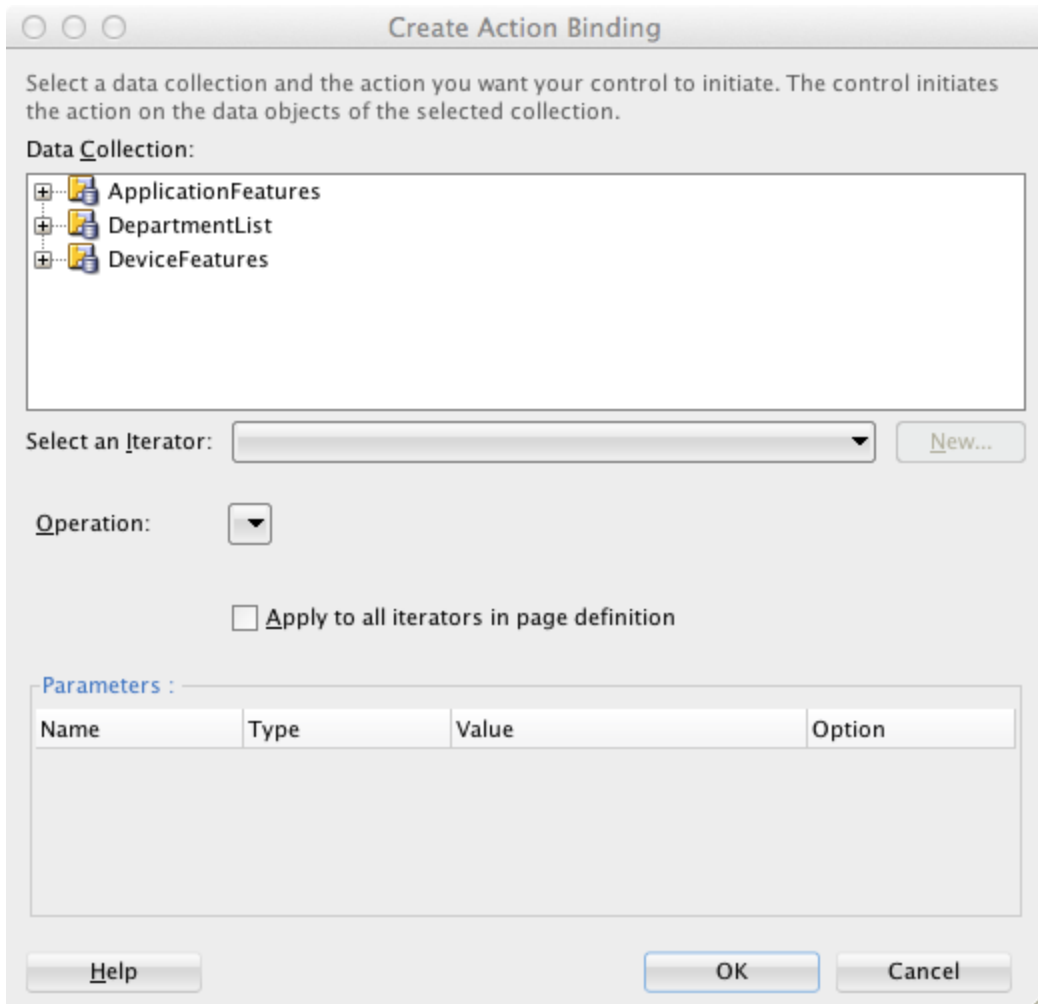 Create Action Binding
Select a data collection and the action you want your control to initiate. The control initiates
the action on the data objects of the selected collection.
Data Collection:
ApplicationFeatures
DepartmentList
DeviceFeatures
Select an Iterator:
New...
Operation:
Apply to all iterators in page definition
Parameters :
Name Type Value Option
Help OK Cancel